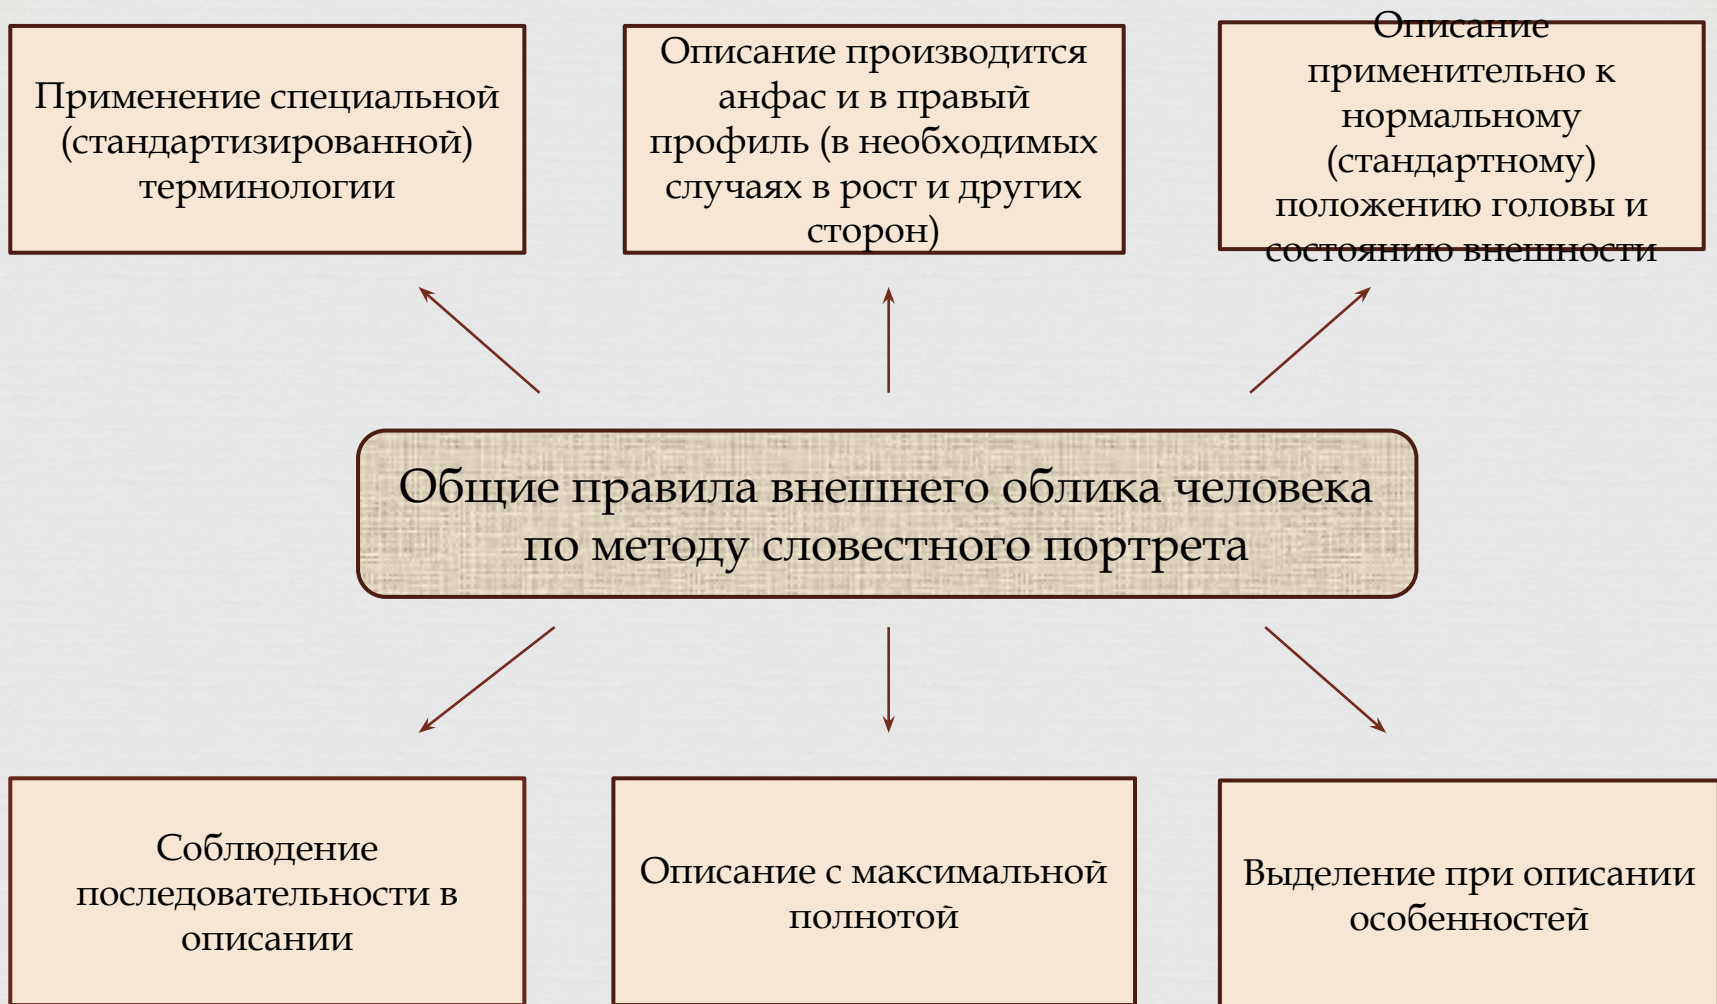 Применение специальной
(стандартизированной)
терминологии
Описание производится
анфас и в правый
профиль (в необходимых
случаях в рост и других
сторон)
Описание
применительно к
нормальному
(стандартному)
положению головы и
состоянию внешности
Общие правила внешнего облика человека
по методу словестного портрета
Соблюдение
последовательности в
описании
Описание с максимальной
полнотой
Выделение при описании
особенностей